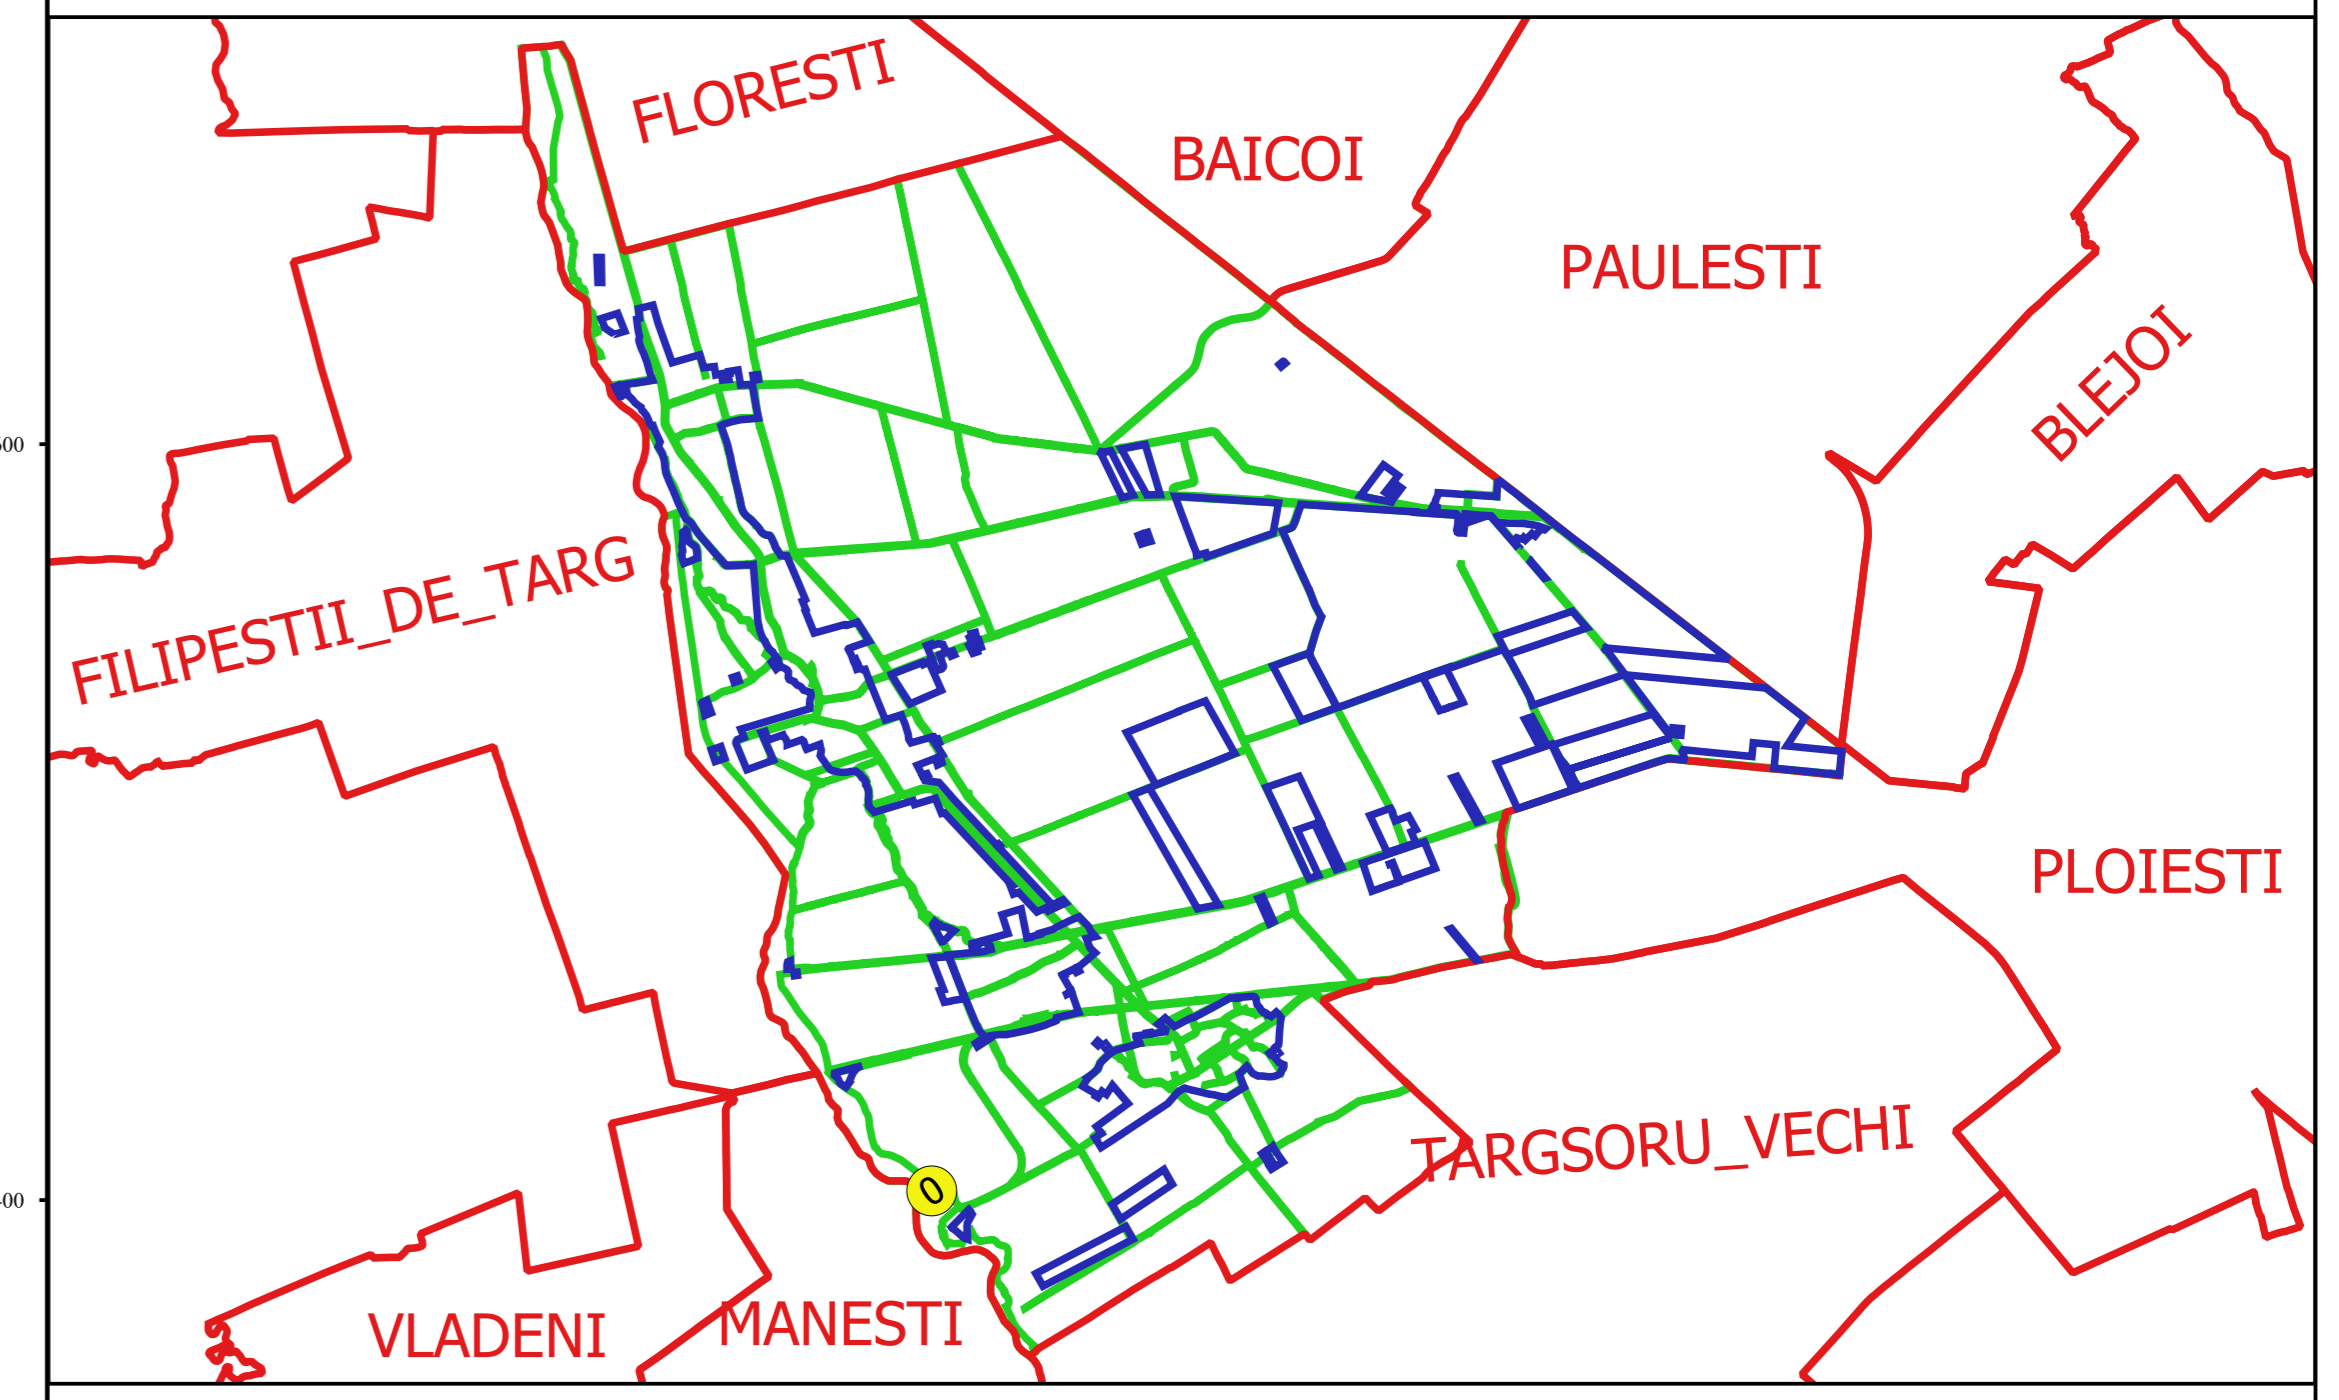 FLORESTI
BAICOI
PAULESTI
BLEJOI
FILIPESTII_DE_TARG
PLOIESTI
TARGSORU_VECHI
0
VLADENI
MANESTI